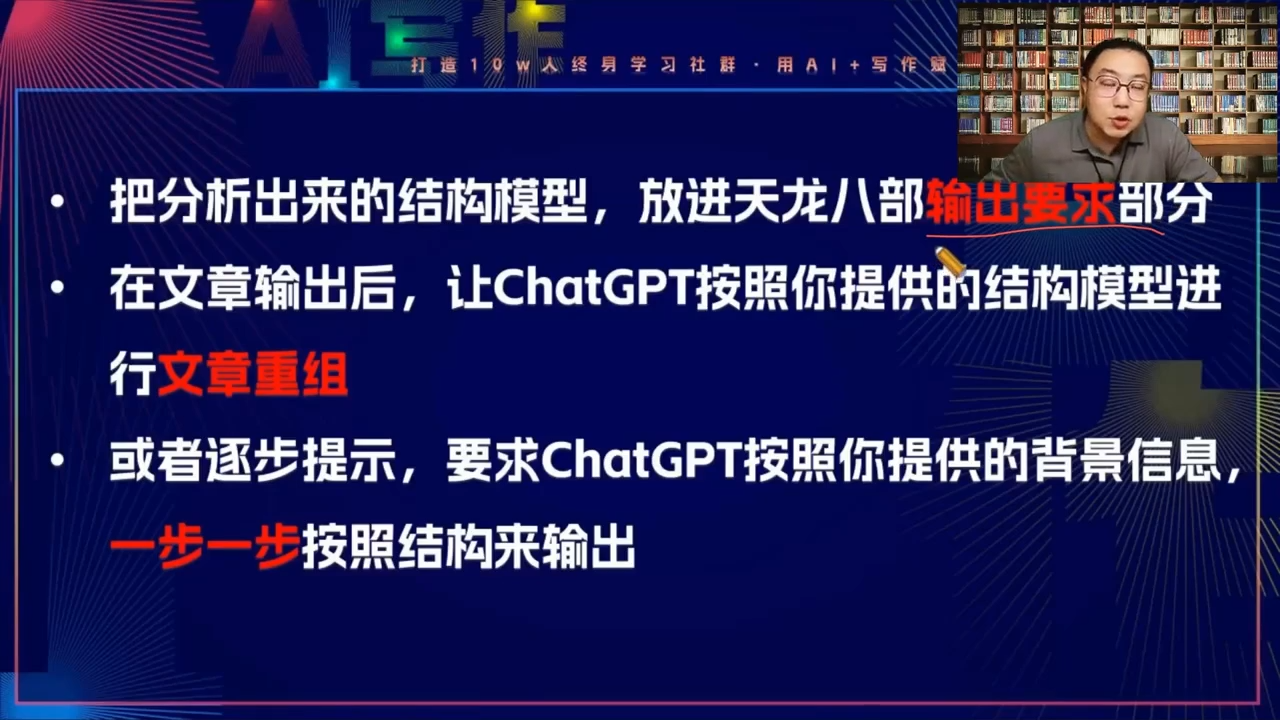 AI写作
打造10w人终身学习社群·用AI+写作赋
• 把分析出来的结构模型，放进天龙八部输出要求部分
• 在文章输出后，让ChatGPT按照你提供的结构模型进
行文章重组
• 或者逐步提示，要求ChatGPT按照你提供的背景信息，
一步一步按照结构来输出